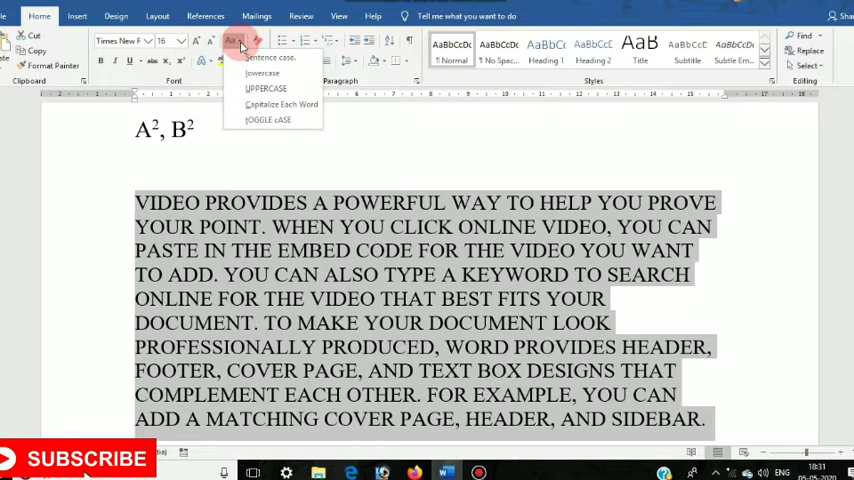 Home Insert Design Layout References Mailings Review View Help Tell me what you want to do
Cut
Copy
Format Painter
Clipboard
Times New R 16 Aa
B I U abc
Font
Sentence case.
lowercase
UPPERCASE
Capitalize Each Word
tOGGLE cASE
Paragraph
AaBbCcDc AaBbCcDc AaBbCc AaBbCcC AaB AaBbCcC AaBbCcDc
¶ Normal ¶ No Spac... Heading 1 Heading 2 Title Subtitle Subtle Em...
Styles
Find
Replace
Select
Editing
A², B²
VIDEO PROVIDES A POWERFUL WAY TO HELP YOU PROVE
YOUR POINT. WHEN YOU CLICK ONLINE VIDEO, YOU CAN
PASTE IN THE EMBED CODE FOR THE VIDEO YOU WANT
TO ADD. YOU CAN ALSO TYPE A KEYWORD TO SEARCH
ONLINE FOR THE VIDEO THAT BEST FITS YOUR
DOCUMENT. TO MAKE YOUR DOCUMENT LOOK
PROFESSIONALLY PRODUCED, WORD PROVIDES HEADER,
FOOTER, COVER PAGE, AND TEXT BOX DESIGNS THAT
COMPLEMENT EACH OTHER. FOR EXAMPLE, YOU CAN
ADD A MATCHING COVER PAGE, HEADER, AND SIDEBAR.
SUBSCRIBE
ENG
18:31
05-05-2020